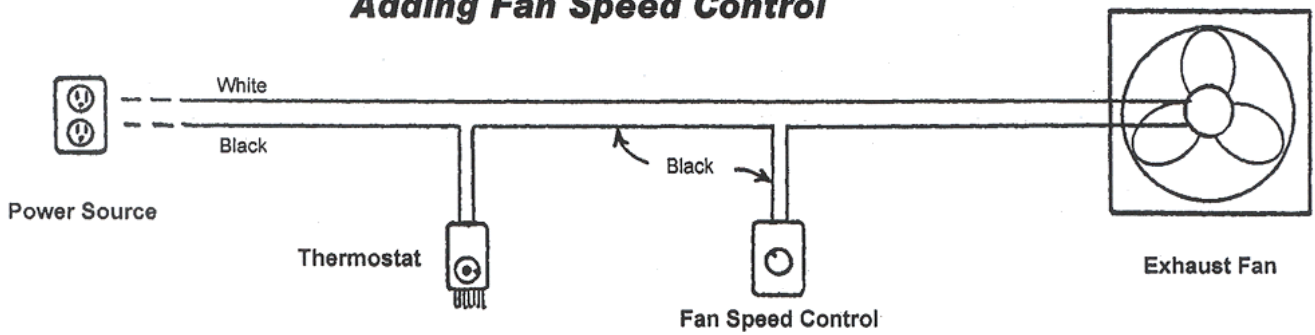 Adding Fan Speed Control
White
Black
Black
Power Source
Thermostat
Exhaust Fan
Fan Speed Control